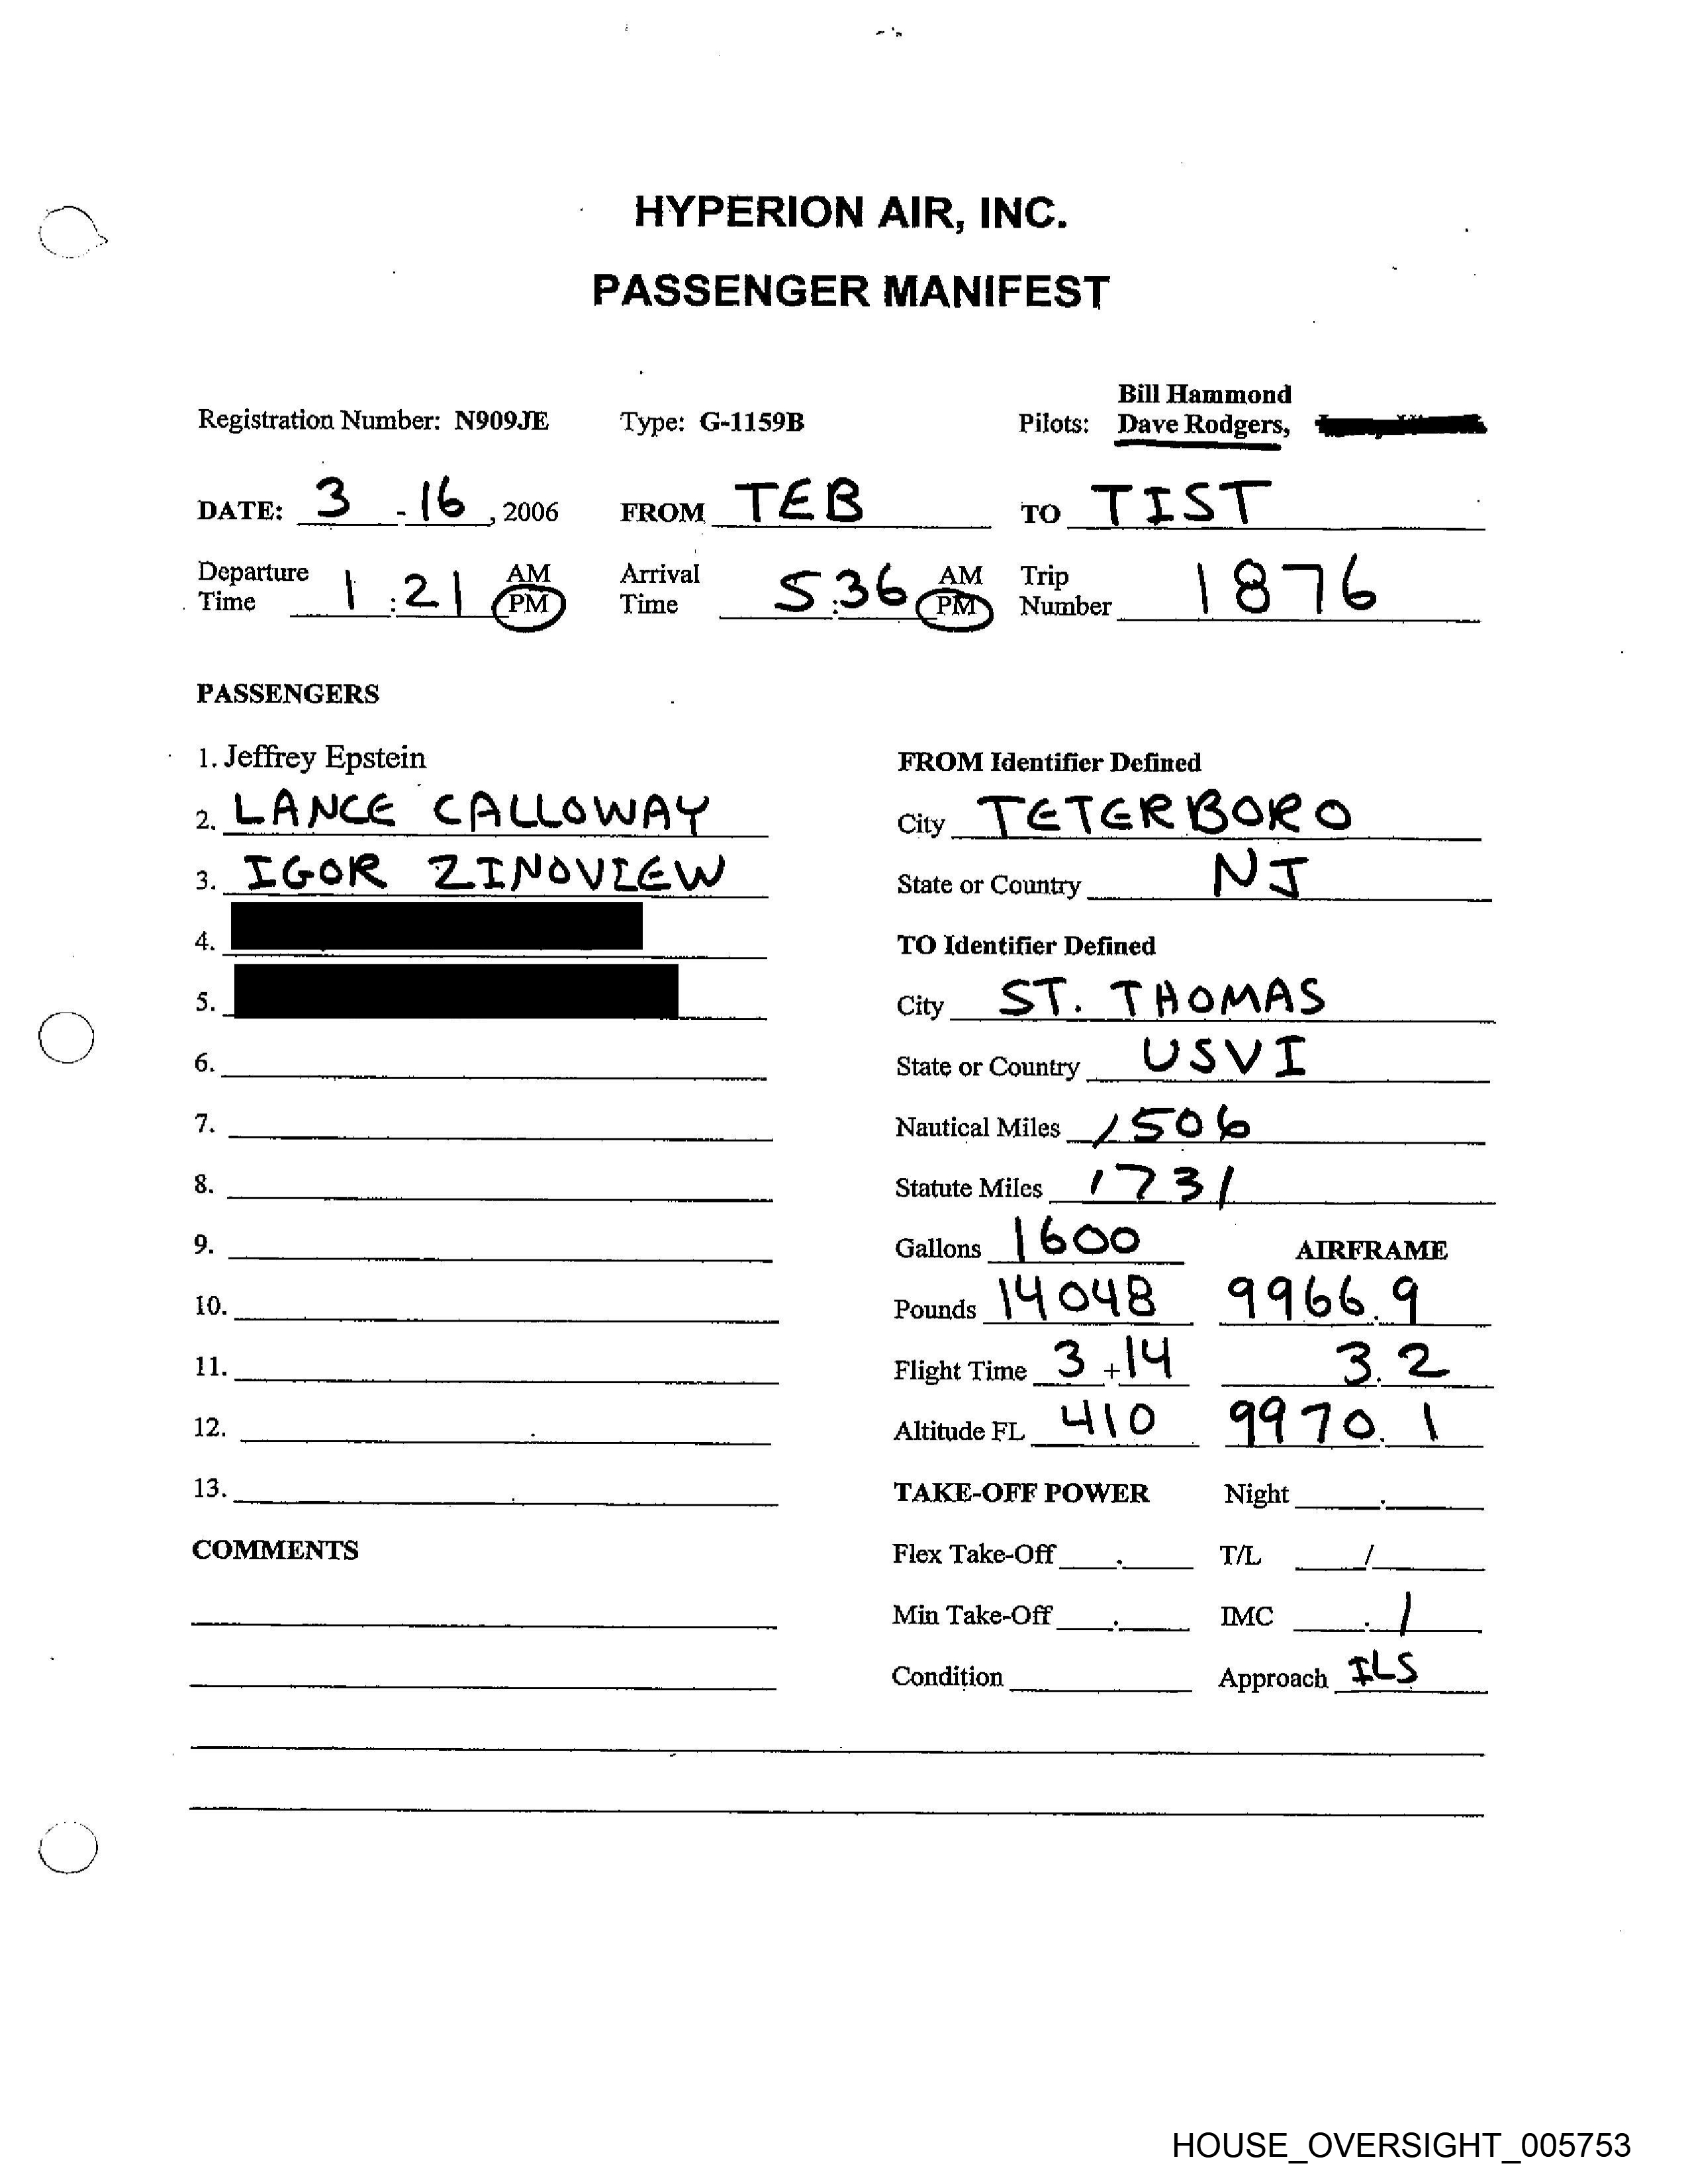 HYPERION AIR, INC.
PASSENGER MANIFEST
Bill Hammond
Registration Number: N909JE Type: G-1159B Pilots: Dave Rodgers,
DATE: 3 - 16 , 2006 FROM TEB TO TIST
Departure Time 1 : 21 AM PM Arrival Time 5 : 36 AM PM Trip Number 1876
PASSENGERS
1. Jeffrey Epstein FROM Identifier Defined
2. LANCE CALLOWAY City TETERBORO
3. IGOR ZINOVIEW State or Country NJ
4. TO Identifier Defined
5. City ST. THOMAS
6. State or Country USVI
7. Nautical Miles 1506
8. Statute Miles 1731
9. Gallons 1600 AIRFRAME
10. Pounds 14048 9966.9
11. Flight Time 3 + 14 3.2
12. Altitude FL 410 9970.1
13. TAKE-OFF POWER Night .
COMMENTS Flex Take-Off . T/L /
Min Take-Off . IMC . 1
Condition Approach ILS
HOUSE_OVERSIGHT_005753